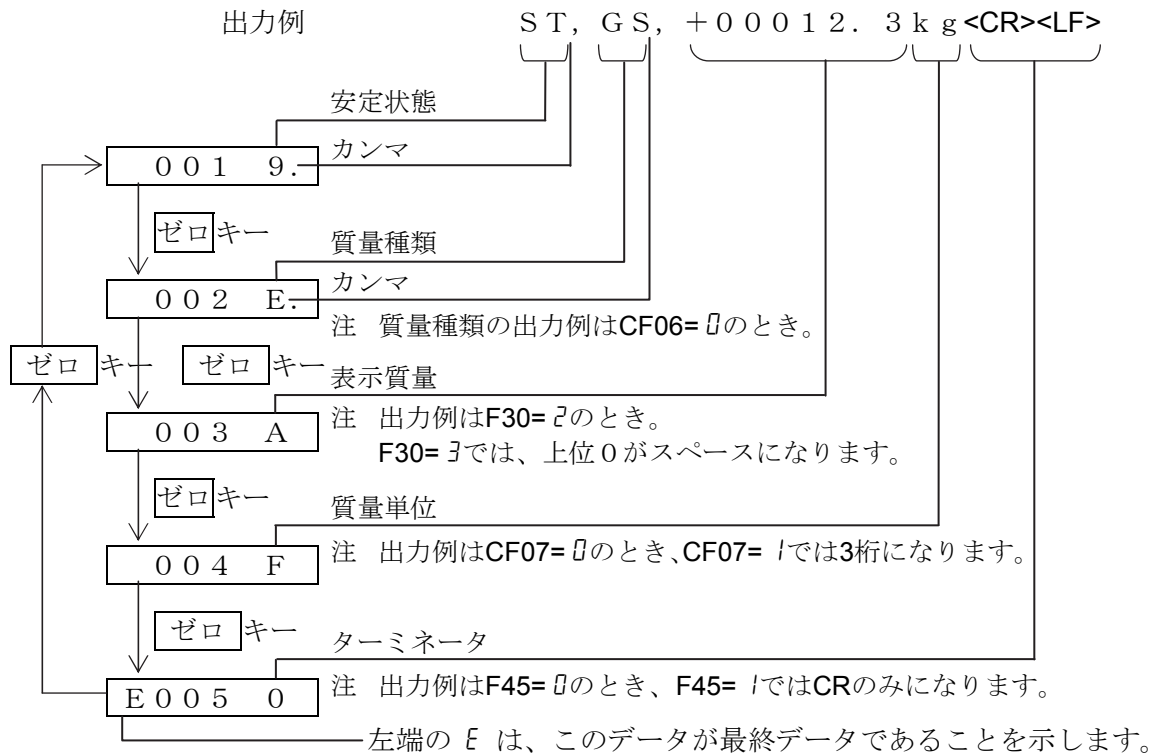 出力例 ＳＴ, ＧＳ, ＋０００１２. ３ｋｇ<CR><LF>
安定状態
カンマ
００１ ９.
ゼロキー
質量種類
カンマ
００２ Ｅ.
注 質量種類の出力例はCF06= 0のとき。
ゼロ キー ゼロ キー
表示質量
００３ Ａ
注 出力例はF30= 2のとき。
F30= 3では、上位０がスペースになります。
ゼロキー
質量単位
００４ Ｆ
注 出力例はCF07= 0のとき、CF07= 1では3桁になります。
ゼロ キー
ターミネータ
Ｅ００５ ０
注 出力例はF45= 0のとき、F45= 1ではCRのみになります。
左端の E は、このデータが最終データであることを示します。